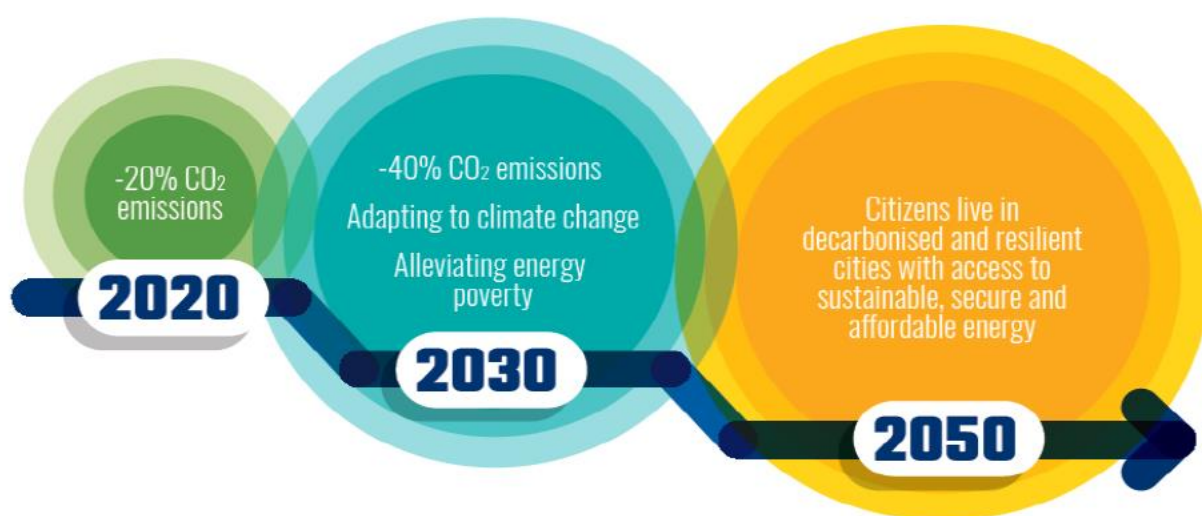 -20% CO₂
emissions
2020
-40% CO₂ emissions
Adapting to climate change
Alleviating energy
poverty
2030
Citizens live in
decarbonised and resilient
cities with access to
sustainable, secure and
affordable energy
2050